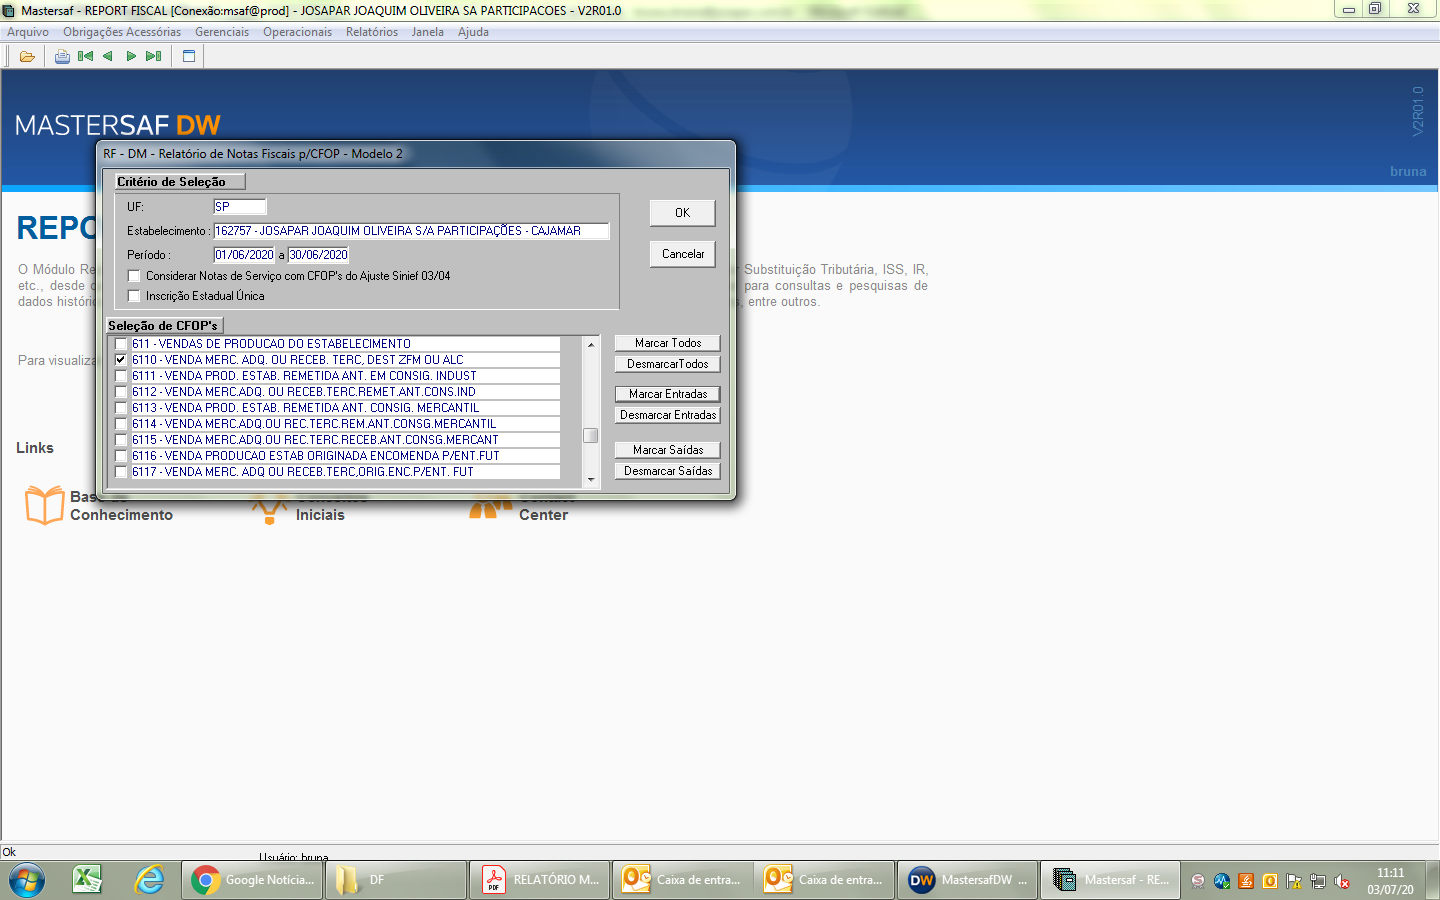 Mastersaf - REPORT FISCAL [Conexão:msaf@prod] - JOSAPAR JOAQUIM OLIVEIRA SA PARTICIPACOES - V2R01.0
Arquivo Obrigações Acessórias Gerenciais Operacionais Relatórios Janela Ajuda
MASTERSAF DW
V2R01.0
bruna
RF - DM - Relatório de Notas Fiscais p/CFOP - Modelo 2
Critério de Seleção
UF: SP
Estabelecimento : 162757 - JOSAPAR JOAQUIM OLIVEIRA S/A PARTICIPAÇÕES - CAJAMAR
Período : 01/06/2020 a 30/06/2020
Considerar Notas de Serviço com CFOP's do Ajuste Sinief 03/04
Inscrição Estadual Única
OK
Cancelar
Seleção de CFOP's
611 - VENDAS DE PRODUCAO DO ESTABELECIMENTO
6110 - VENDA MERC. ADQ. OU RECEB. TERC, DEST ZFM OU ALC
6111 - VENDA PROD. ESTAB. REMETIDA ANT. EM CONSIG. INDUST
6112 - VENDA MERC.ADQ. OU RECEB.TERC.REMET.ANT.CONS.IND
6113 - VENDA PROD. ESTAB. REMETIDA ANT. CONSIG. MERCANTIL
6114 - VENDA MERC.ADQ.OU REC.TERC.REM.ANT.CONSG.MERCANTIL
6115 - VENDA MERC.ADQ.OU REC.TERC.RECEB.ANT.CONSG.MERCANT
6116 - VENDA PRODUCAO ESTAB ORIGINADA ENCOMENDA P/ENT.FUT
6117 - VENDA MERC. ADQ OU RECEB.TERC,ORIG.ENC.P/ENT. FUT
Marcar Todos
DesmarcarTodos
Marcar Entradas
Desmarcar Entradas
Marcar Saídas
Desmarcar Saídas
REPO
O Módulo Re
etc., desde
dados históric
Substituição Tributária, ISS, IR,
para consultas e pesquisas de
, entre outros.
Para visualiza
Links
Conhecimento
Iniciais
Center
Ok
Usuário: bruna
Google Notícia...
DF
RELATÓRIO M...
Caixa de entra...
Caixa de entra...
MastersafDW ...
Mastersaf - RE...
11:11
03/07/20